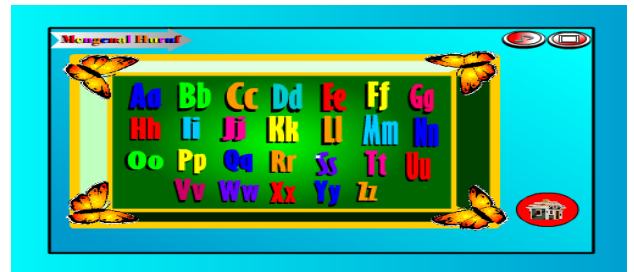 Mengenal Huruf
Aa Bb Cc Dd Ee Ff Gg
Hh Ii Jj Kk Ll Mm Nn
Oo Pp Qq Rr Ss Tt Uu
Vv Ww Xx Yy Zz